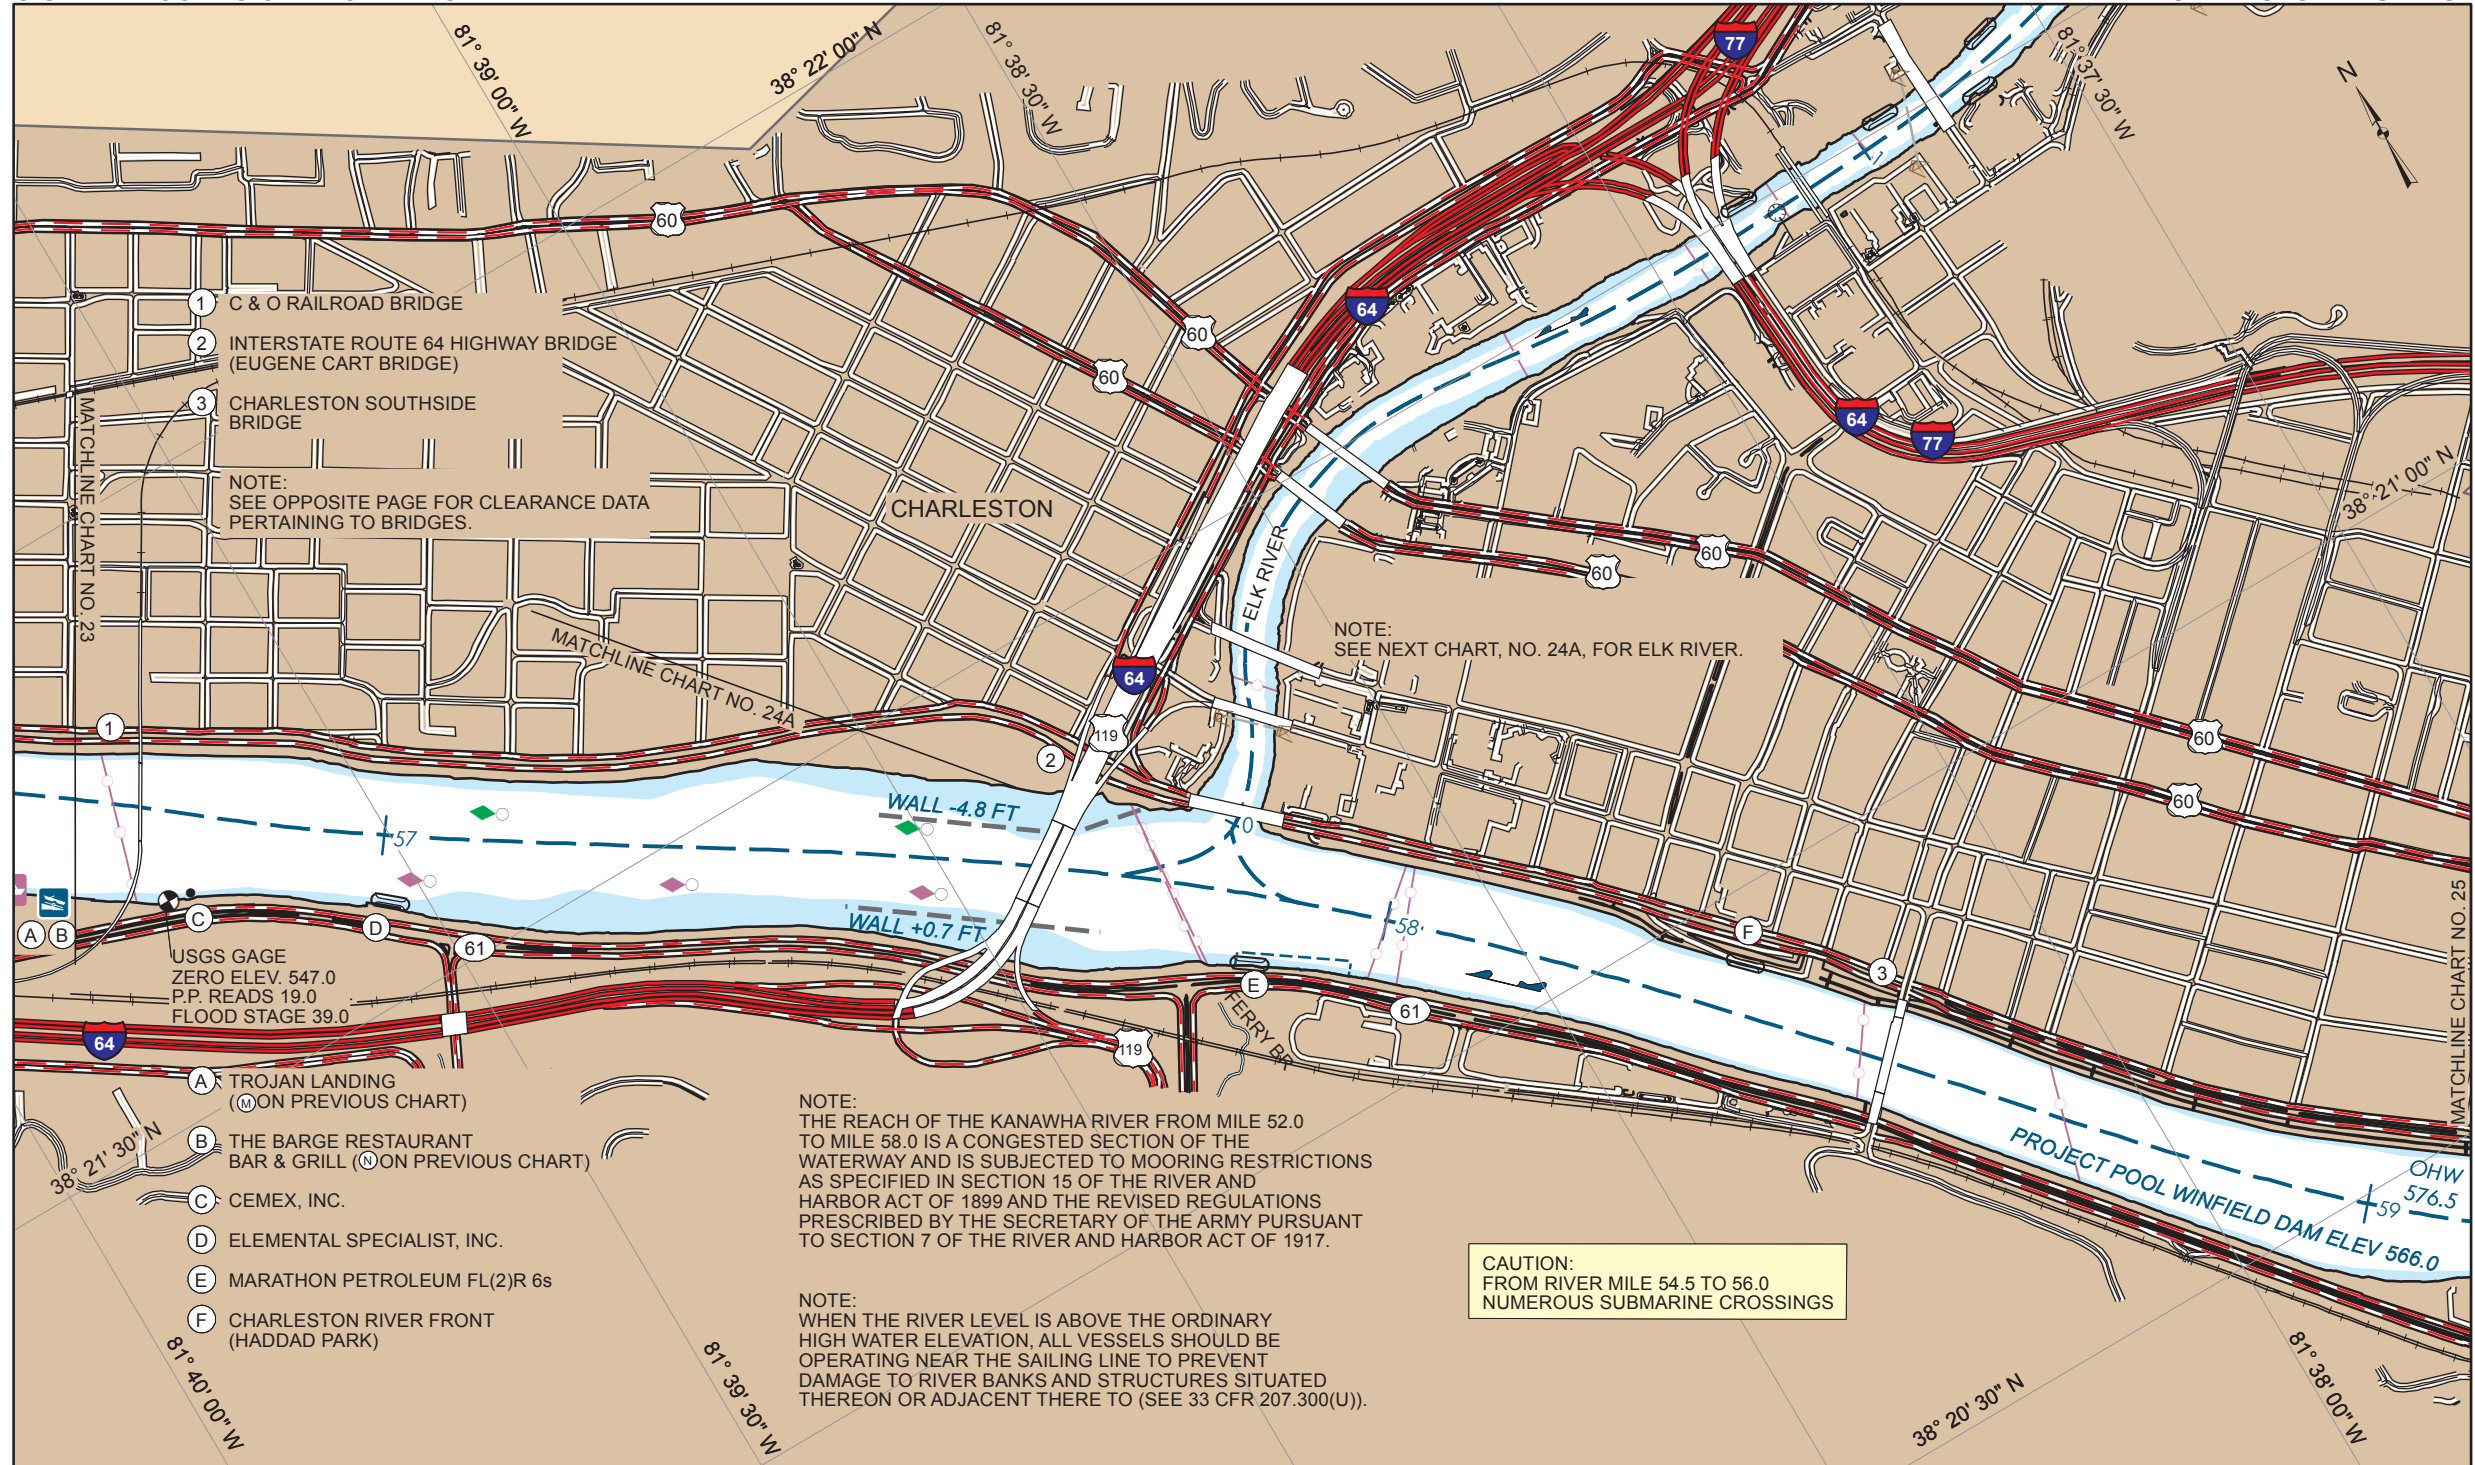 81° 39' 00" W
38° 22' 00" N
81° 38' 30" W
77
81° 37' 30" W
N
60
1 C & O RAILROAD BRIDGE
2 INTERSTATE ROUTE 64 HIGHWAY BRIDGE
(EUGENE CART BRIDGE)
3 CHARLESTON SOUTHSIDE
BRIDGE
NOTE:
SEE OPPOSITE PAGE FOR CLEARANCE DATA
PERTAINING TO BRIDGES.
MATCHLINE CHART NO. 23
60
60
64
64
77
38° 21' 00" N
CHARLESTON
ELK RIVER
60
60
NOTE:
SEE NEXT CHART, NO. 24A, FOR ELK RIVER.
MATCHLINE CHART NO. 24A
64
119
1
2
60
60
WALL -4.8 FT
57
0
WALL +0.7 FT
58
A
B
C
D
61
E
F
3
61
USGS GAGE
ZERO ELEV. 547.0
P.P. READS 19.0
FLOOD STAGE 39.0
64
119
FERRY BR
MATCHLINE CHART NO. 25
PROJECT POOL WINFIELD DAM ELEV 566.0
OHW
576.5
59
A TROJAN LANDING
(M ON PREVIOUS CHART)
B THE BARGE RESTAURANT
BAR & GRILL (N ON PREVIOUS CHART)
C CEMEX, INC.
D ELEMENTAL SPECIALIST, INC.
E MARATHON PETROLEUM FL(2)R 6s
F CHARLESTON RIVER FRONT
(HADDAD PARK)
38° 21' 30" N
NOTE:
THE REACH OF THE KANAWHA RIVER FROM MILE 52.0
TO MILE 58.0 IS A CONGESTED SECTION OF THE
WATERWAY AND IS SUBJECTED TO MOORING RESTRICTIONS
AS SPECIFIED IN SECTION 15 OF THE RIVER AND
HARBOR ACT OF 1899 AND THE REVISED REGULATIONS
PRESCRIBED BY THE SECRETARY OF THE ARMY PURSUANT
TO SECTION 7 OF THE RIVER AND HARBOR ACT OF 1917.
NOTE:
WHEN THE RIVER LEVEL IS ABOVE THE ORDINARY
HIGH WATER ELEVATION, ALL VESSELS SHOULD BE
OPERATING NEAR THE SAILING LINE TO PREVENT
DAMAGE TO RIVER BANKS AND STRUCTURES SITUATED
THEREON OR ADJACENT THERE TO (SEE 33 CFR 207.300(U)).
CAUTION:
FROM RIVER MILE 54.5 TO 56.0
NUMEROUS SUBMARINE CROSSINGS
81° 40' 00" W
81° 39' 30" W
38° 20' 30" N
81° 38' 00" W